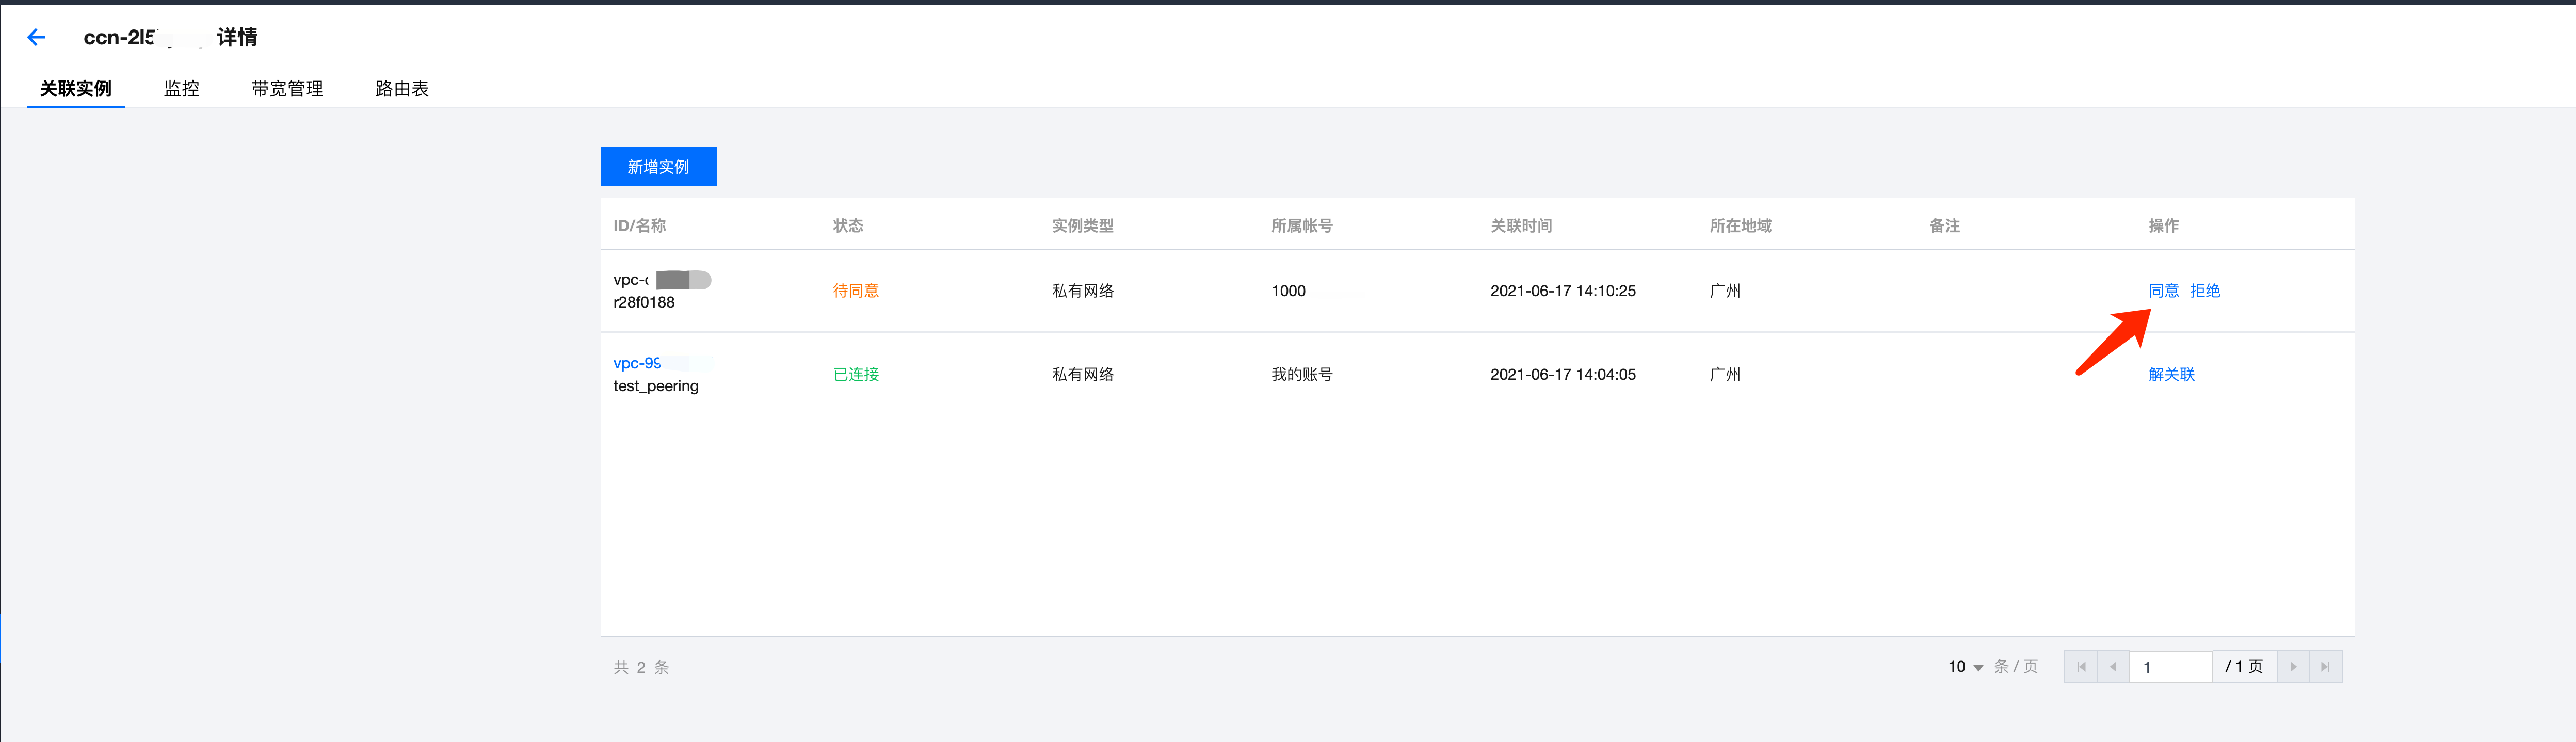 ccn-2l5 详情
关联实例 监控 带宽管理 路由表
新增实例
ID/名称 状态 实例类型 所属帐号 关联时间 所在地域 备注 操作
vpc-
r28f0188 待同意 私有网络 1000 2021-06-17 14:10:25 广州 同意 拒绝
vpc-99
test_peering 已连接 私有网络 我的账号 2021-06-17 14:04:05 广州 解关联
共 2 条 10 条 / 页 1 / 1 页